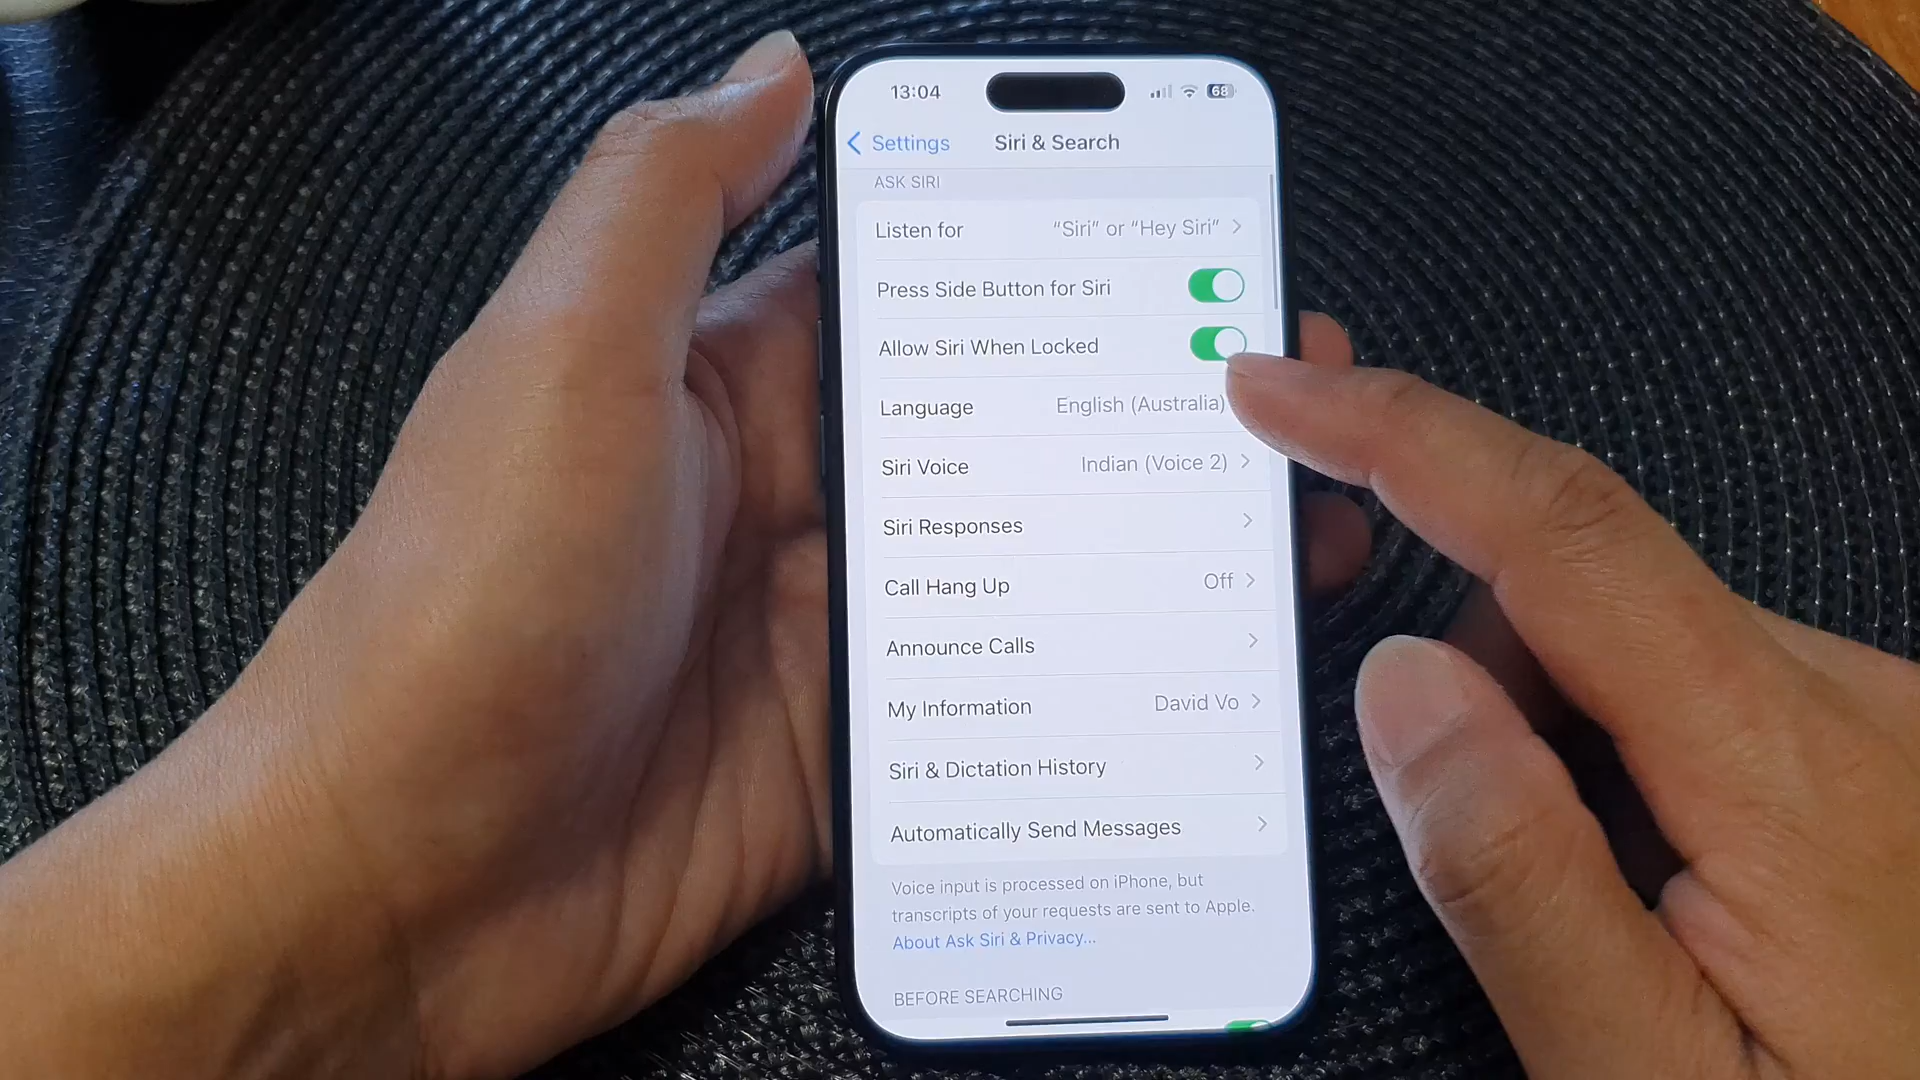 13:04 68
Settings Siri & Search
ASK SIRI
Listen for “Siri” or “Hey Siri”
Press Side Button for Siri
Allow Siri When Locked
Language English (Australia)
Siri Voice Indian (Voice 2)
Siri Responses
Call Hang Up Off
Announce Calls
My Information David Vo
Siri & Dictation History
Automatically Send Messages
Voice input is processed on iPhone, but
transcripts of your requests are sent to Apple.
About Ask Siri & Privacy...
BEFORE SEARCHING